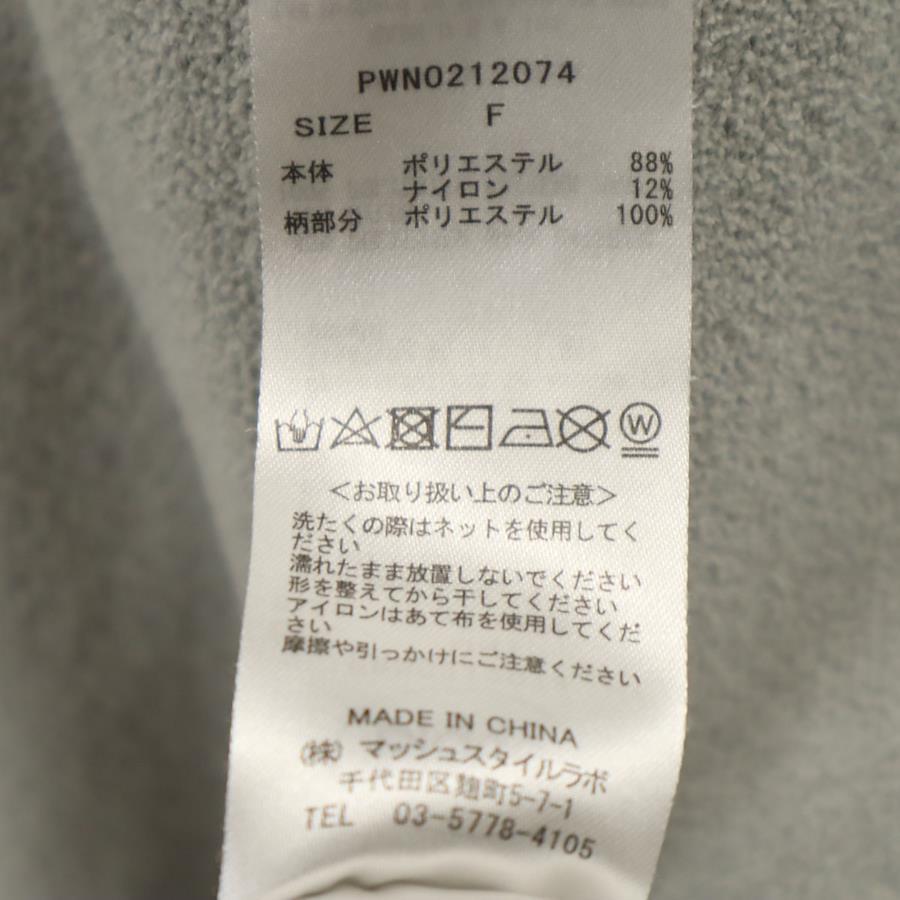 PWNO212074
SIZE F
本体 ポリエステル 88%
ナイロン 12%
柄部分 ポリエステル 100%
W
＜お取り扱い上のご注意＞
洗たくの際はネットを使用してく
ださい
濡れたまま放置しないでください
形を整えてから干してください
アイロンはあて布を使用してくだ
さい
摩擦や引っかけにご注意ください
MADE IN CHINA
㈱ マッシュスタイルラボ
千代田区麹町5-7-1
TEL 03-5778-4105